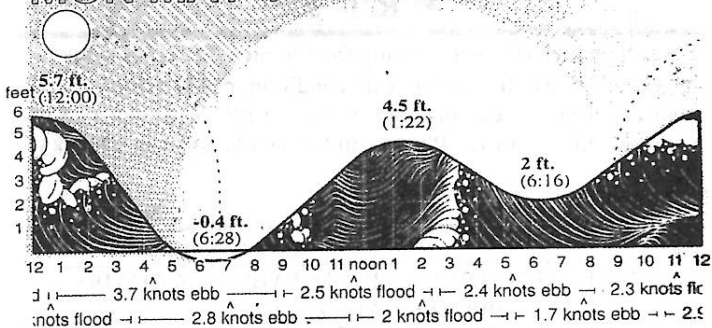 5.7 ft.
(12:00)
feet
6
5
4
3
2
1
4.5 ft.
(1:22)
2 ft.
(6:16)
-0.4 ft.
(6:28)
12 1 2 3 4 5 6 7 8 9 10 11 noon 1 2 3 4 5 6 7 8 9 10 11 12
3.7 knots ebb 2.5 knots flood 2.4 knots ebb 2.3 knots
knots flood 2.8 knots ebb 2 knots flood 1.7 knots ebb